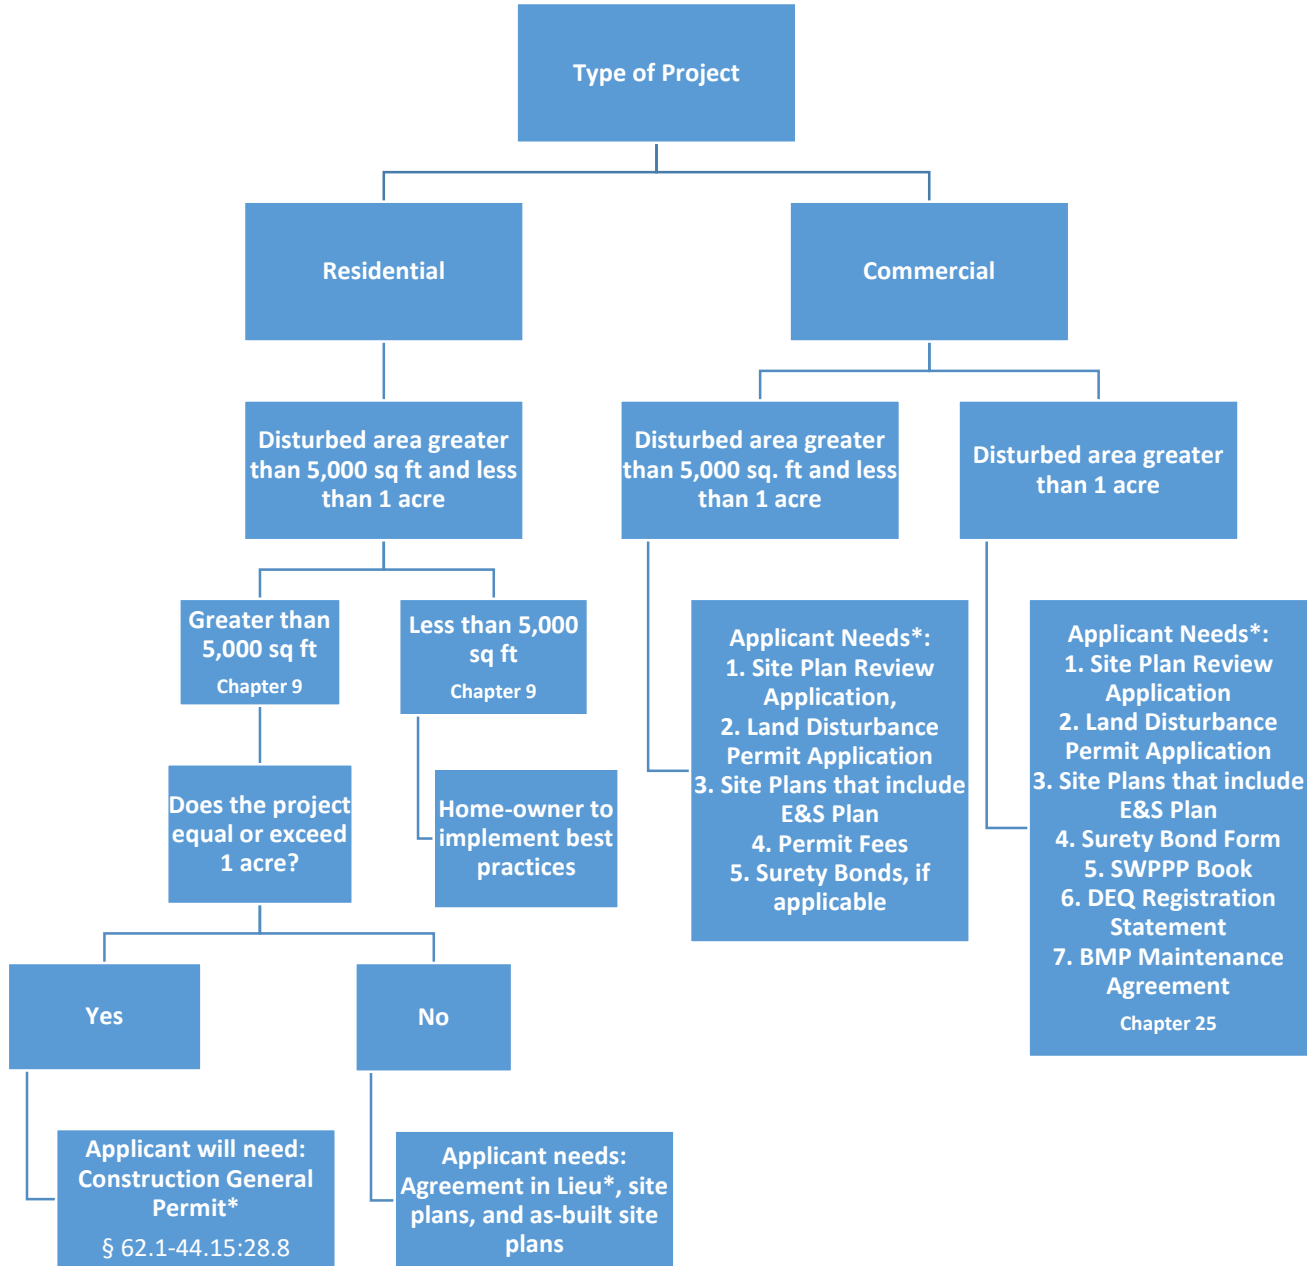 Type of Project
Residential
Commercial
Disturbed area greater
than 5,000 sq ft and less
than 1 acre
Disturbed area greater
than 5,000 sq. ft and less
than 1 acre
Disturbed area greater
than 1 acre
Greater than
5,000 sq ft
Chapter 9
Less than 5,000
sq ft
Chapter 9
Applicant Needs*:
1. Site Plan Review
Application,
2. Land Disturbance
Permit Application
3. Site Plans that include
E&S Plan
4. Permit Fees
5. Surety Bonds, if
applicable
Applicant Needs*:
1. Site Plan Review
Application
2. Land Disturbance
Permit Application
3. Site Plans that include
E&S Plan
4. Surety Bond Form
5. SWPPP Book
6. DEQ Registration
Statement
7. BMP Maintenance
Agreement
Chapter 25
Does the project
equal or exceed
1 acre?
Home-owner to
implement best
practices
Yes
No
Applicant will need:
Construction General
Permit*
§ 62.1-44.15:28.8
Applicant needs:
Agreement in Lieu*, site
plans, and as-built site
plans